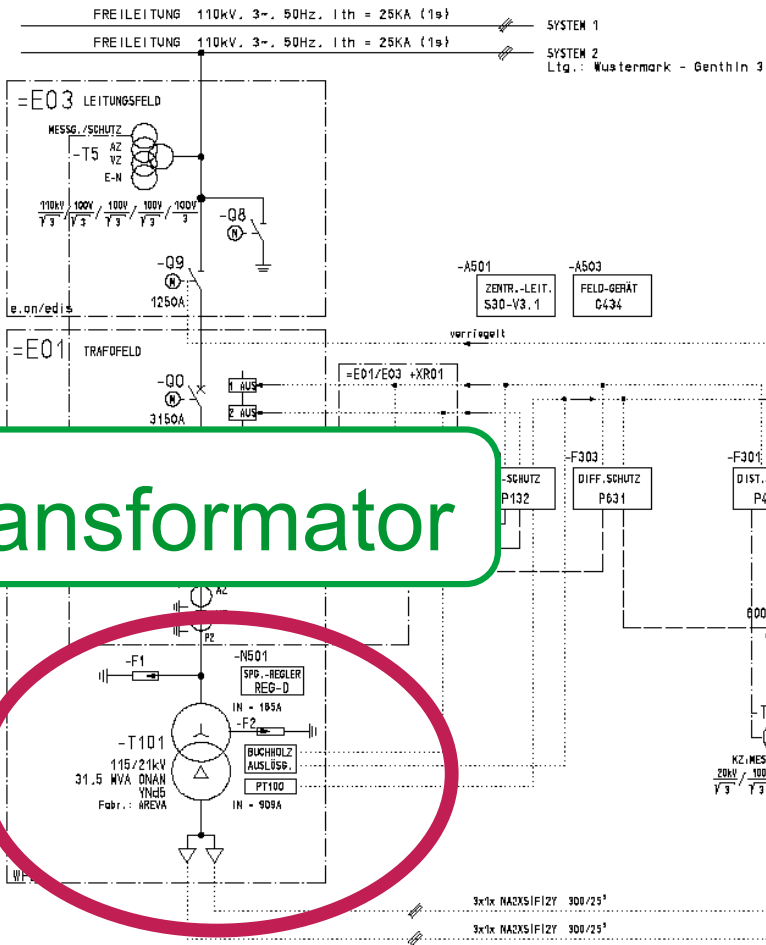 FREILEITUNG 110kV, 3~, 50Hz, Ith = 25KA (1s)
SYSTEM 1
FREILEITUNG 110kV, 3~, 50Hz, Ith = 25KA (1s)
SYSTEM 2
Ltg.: Wustermark - Genthin 3
=E03 LEITUNGSFELD
MESSG./SCHUTZ
-T5
AZ
VZ
E-N
110kV/√3 / 100V/√3 / 100V/√3 / 100V/√3 / 100V/3
-Q8
M
-Q9
M
1250A
e.on/edis
-A501
ZENTR.-LEIT.
S30-V3.1
-A503
FELD-GERÄT
C434
verriegelt
=E01 TRAFOFELD
=E01/E03 +XR01
-Q0
M
3150A
1 AUS
2 AUS
-SCHUTZ
P132
-F303
DIFF.SCHUTZ
P631
-F301
DIST.
ansformator
AZ
P2
-F1
-N501
SPG.-REGLER
REG-D
IN - 165A
-F2
-T101
115/21kV
31.5 MVA ONAN
YNd5
Fabr.: AREVA
BUCHHOLZ
AUSLÖSG.
PT100
IN - 909A
20kV/√3
3x1x NA2XS(F)2Y 300/25²
3x1x NA2XS(F)2Y 300/25²